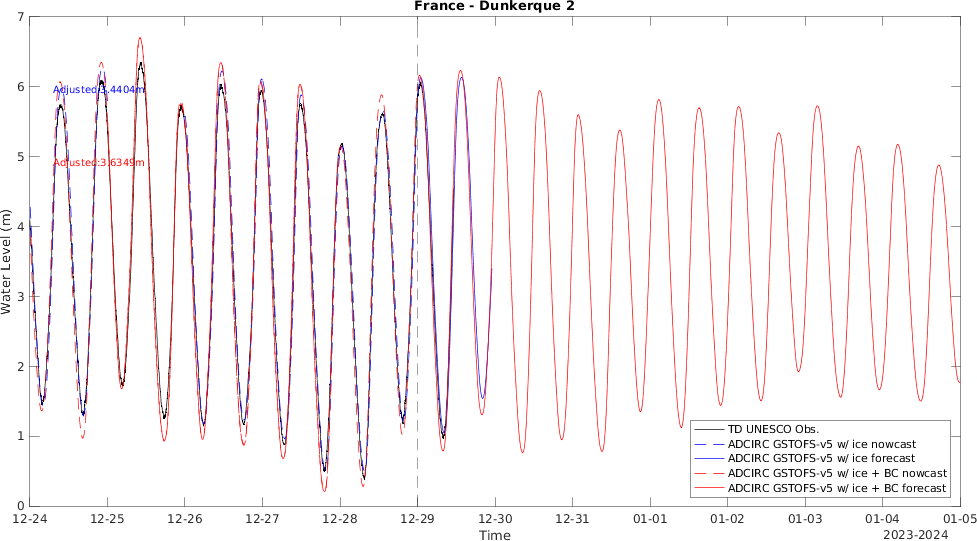 France - Dunkerque 2
7
6
5
4
3
2
1
0
Water Level (m)
Adjusted:3.4404m
Adjusted:3.6349m
TD UNESCO Obs.
ADCIRC GSTOFS-v5 w/ ice nowcast
ADCIRC GSTOFS-v5 w/ ice forecast
ADCIRC GSTOFS-v5 w/ ice + BC nowcast
ADCIRC GSTOFS-v5 w/ ice + BC forecast
12-24 12-25 12-26 12-27 12-28 12-29 12-30 12-31 01-01 01-02 01-03 01-04 01-05
Time
2023-2024